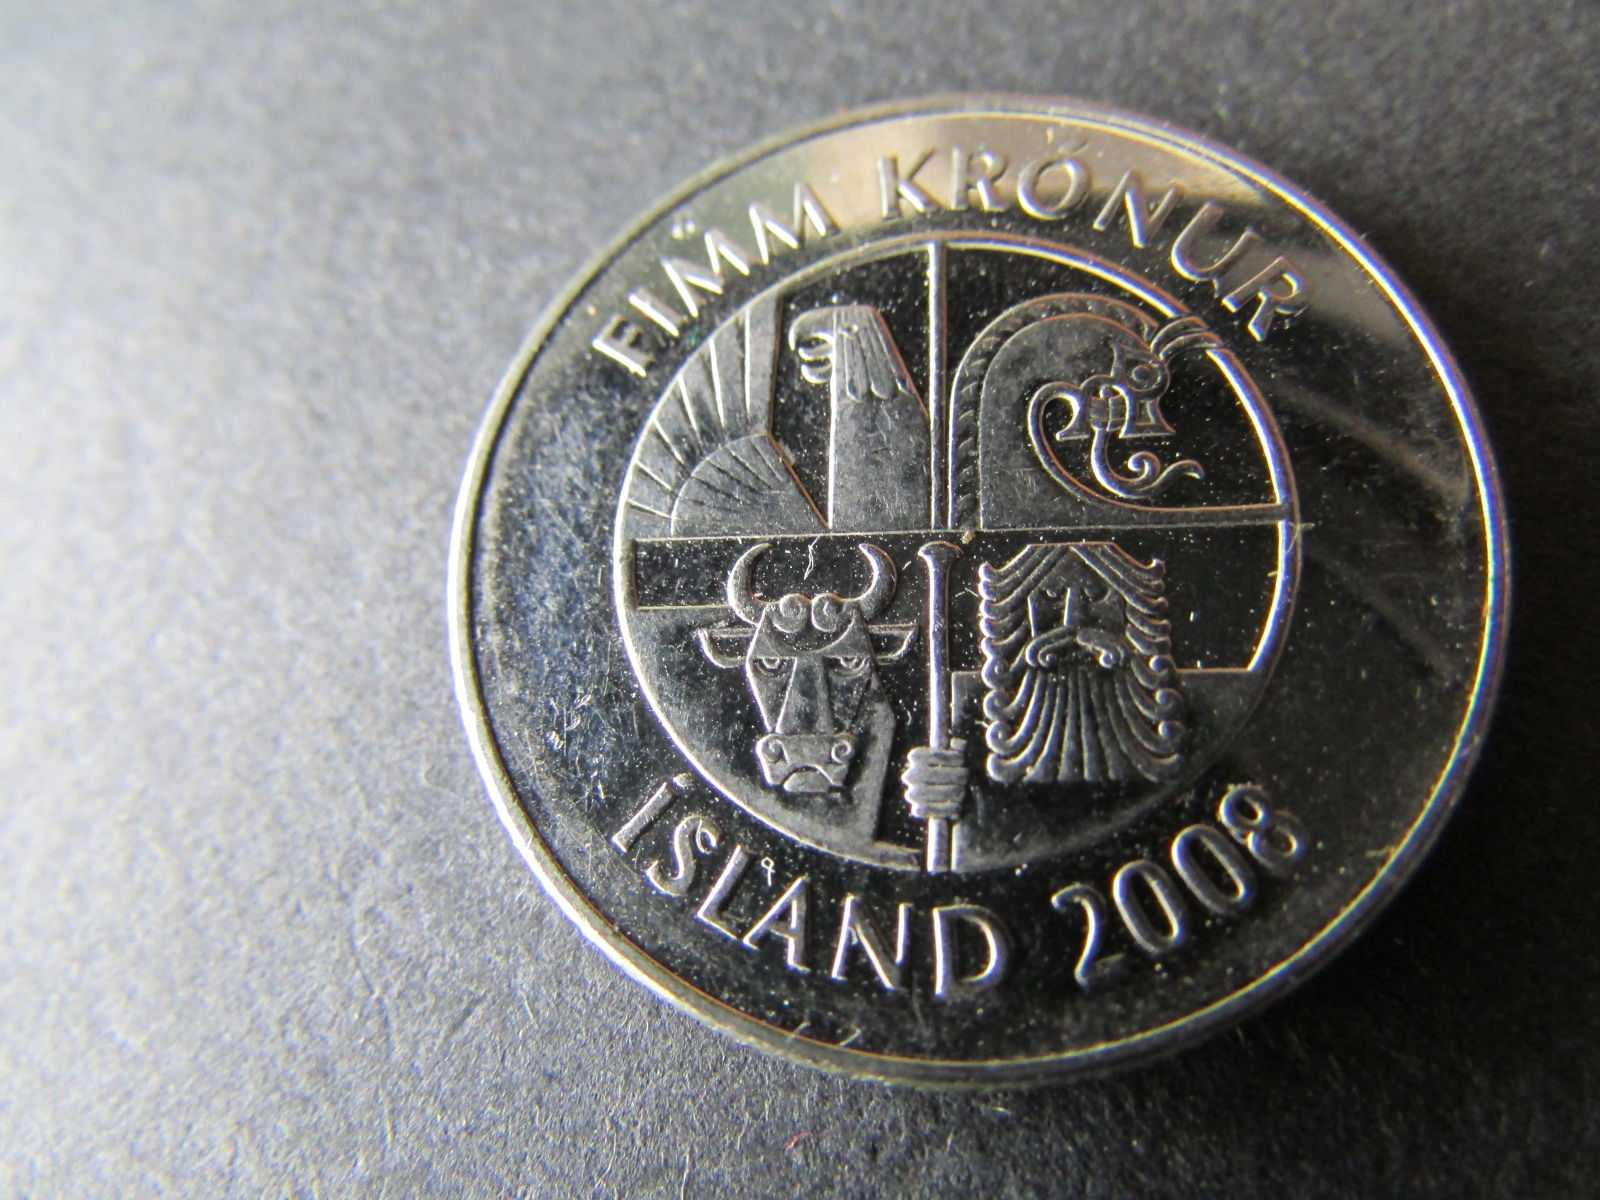 FIMM KRÓNUR
ÍSLAND 2008